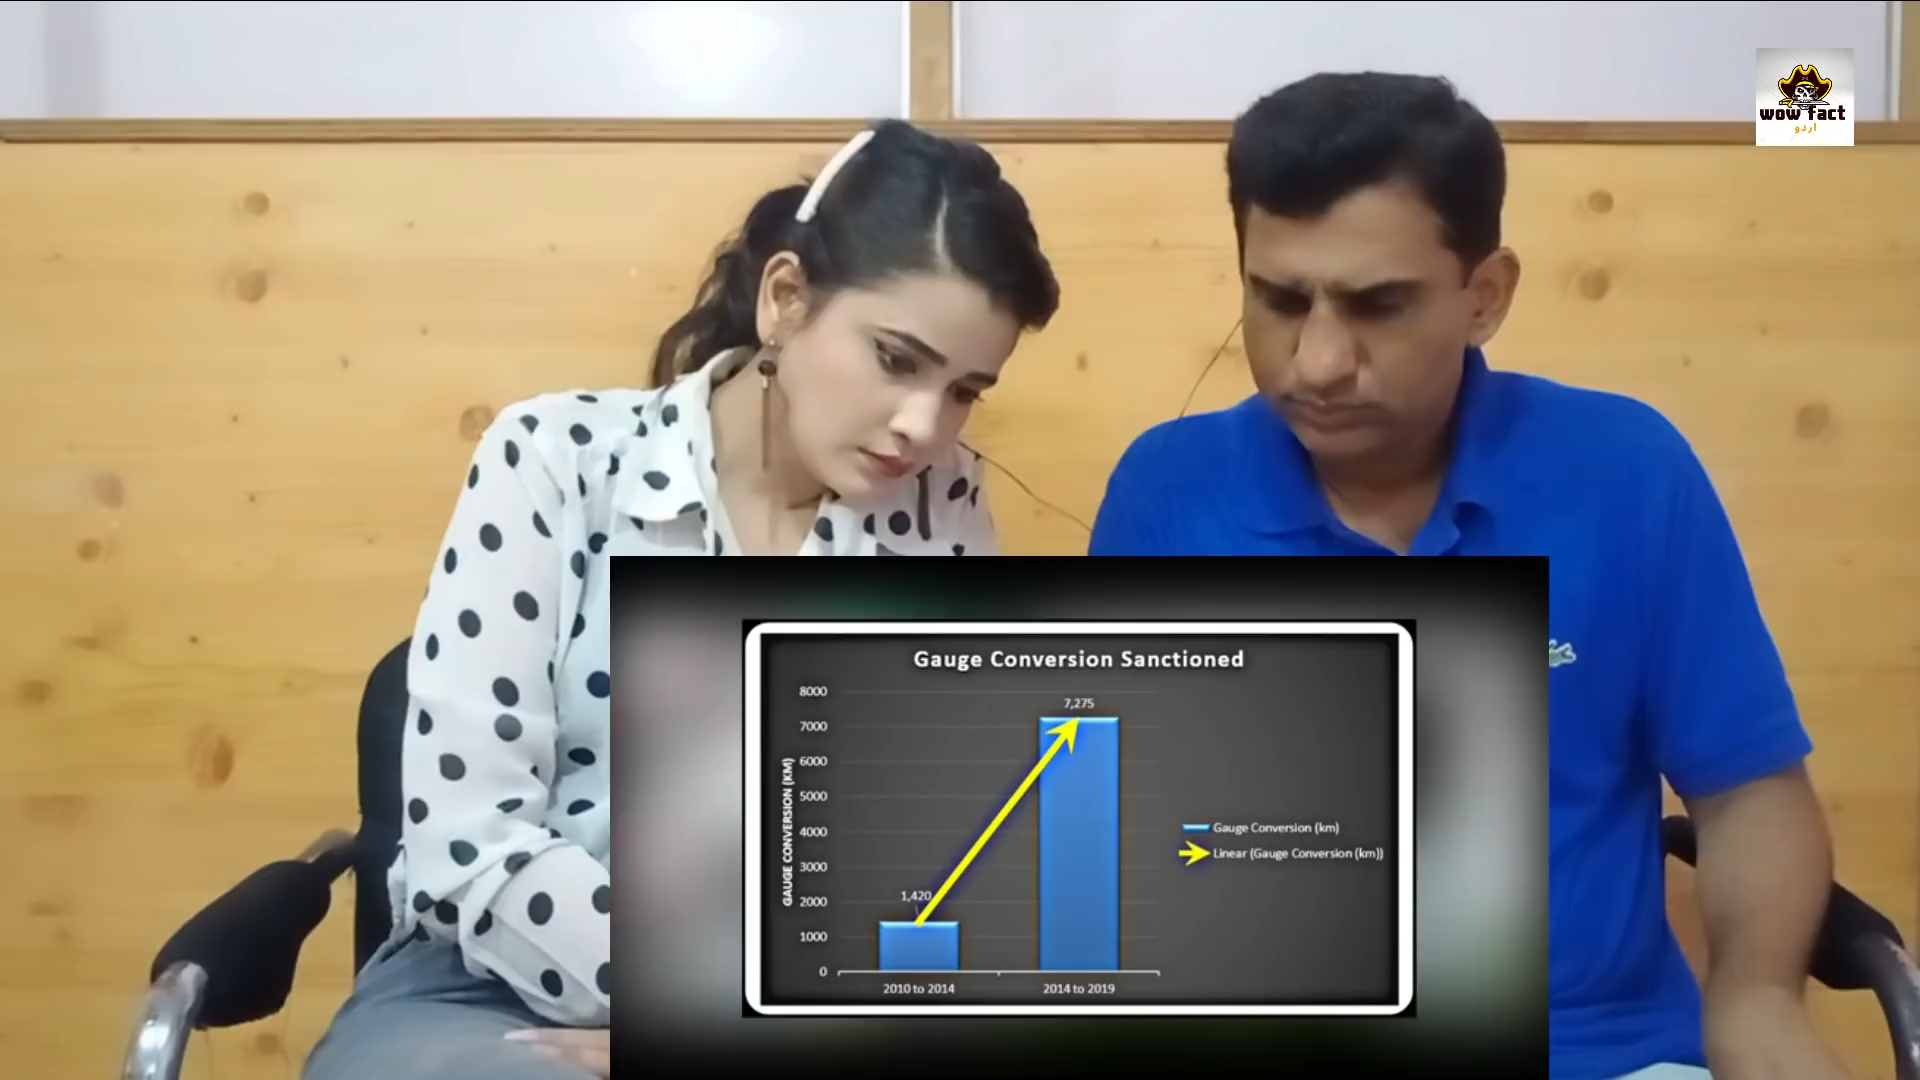 wow fact
اردو
Gauge Conversion Sanctioned
GAUGE CONVERSION (KM)
8000
7000
6000
5000
4000
3000
2000
1000
0
1,420
7,275
2010 to 2014
2014 to 2019
Gauge Conversion (km)
Linear (Gauge Conversion (km))